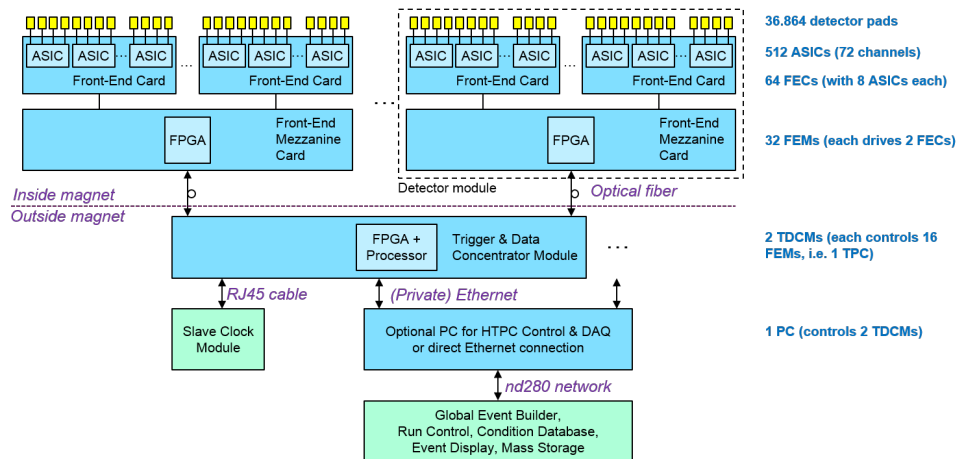 36.864 detector pads
ASIC ASIC ... ASIC ... ASIC ASIC ... ASIC ASIC ASIC ... ASIC ... ASIC ASIC ... ASIC
512 ASICs (72 channels)
Front-End Card Front-End Card Front-End Card Front-End Card
64 FECs (with 8 ASICs each)
...
FPGA
Front-End
Mezzanine
Card
FPGA
Front-End
Mezzanine
Card
32 FEMs (each drives 2 FECs)
Detector module
Inside magnet
Optical fiber
Outside magnet
FPGA +
Processor
Trigger & Data
Concentrator Module
...
2 TDCMs (each controls 16
FEMs, i.e. 1 TPC)
RJ45 cable
(Private) Ethernet
Slave Clock
Module
Optional PC for HTPC Control & DAQ
or direct Ethernet connection
1 PC (controls 2 TDCMs)
nd280 network
Global Event Builder,
Run Control, Condition Database,
Event Display, Mass Storage